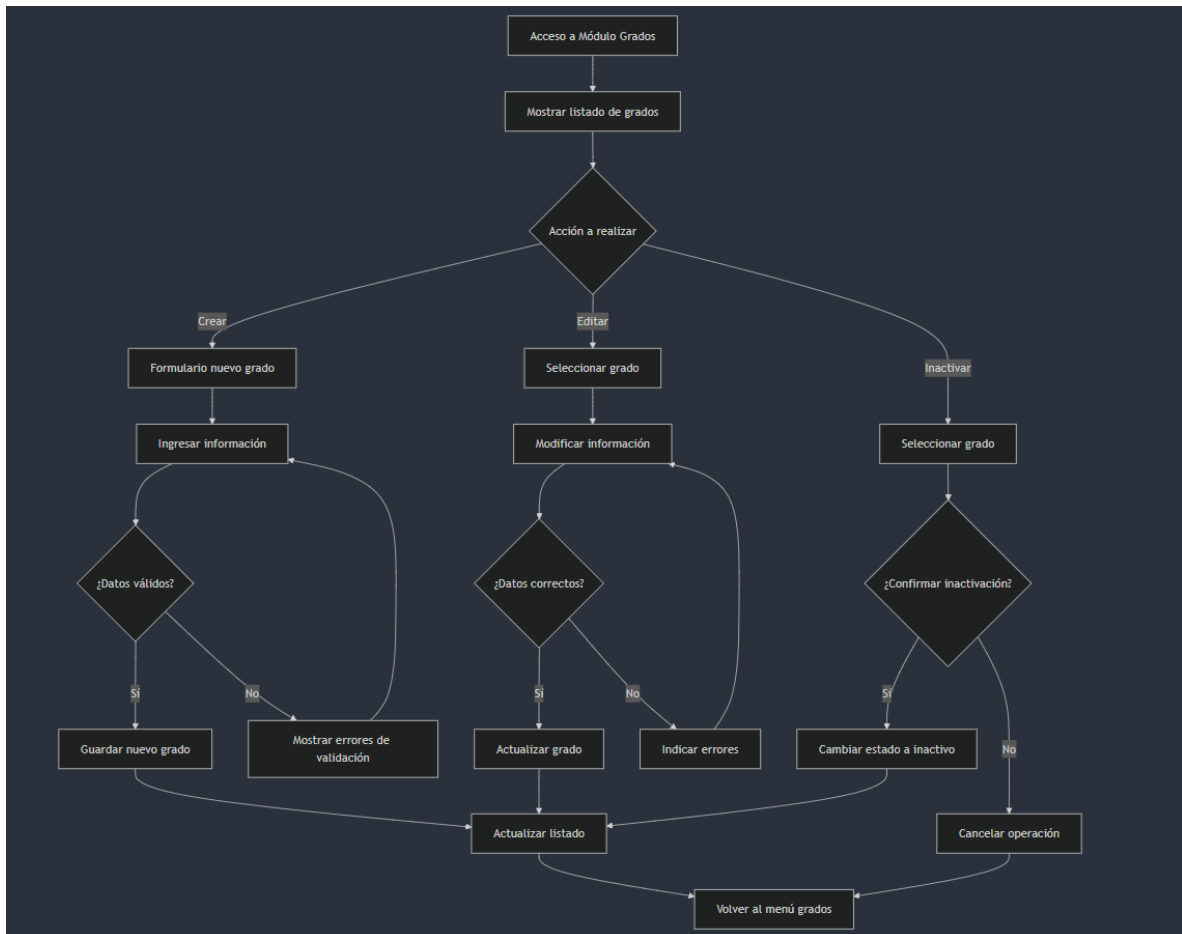 Acceso a Módulo Grados
Mostrar listado de grados
Acción a realizar
Crear
Editar
Inactivar
Formulario nuevo grado
Seleccionar grado
Ingresar información
Modificar información
Seleccionar grado
¿Datos válidos?
¿Datos correctos?
¿Confirmar inactivación?
Sí
No
Sí
No
Sí
No
Guardar nuevo grado
Mostrar errores de
validación
Actualizar grado
Indicar errores
Cambiar estado a inactivo
Actualizar listado
Cancelar operación
Volver al menú grados